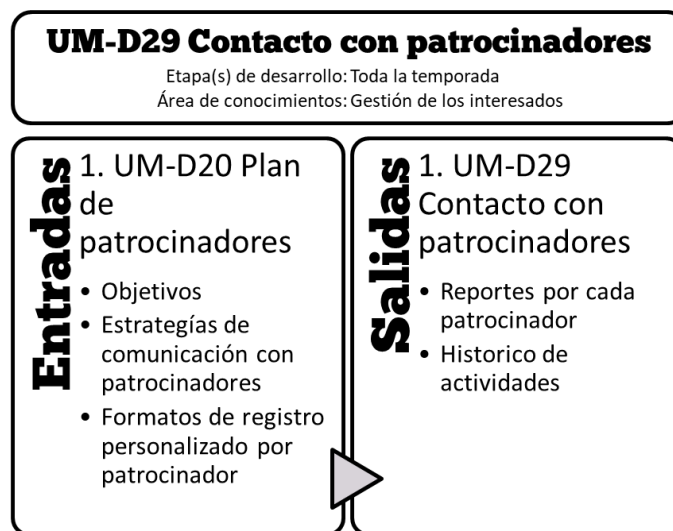 UM-D29 Contacto con patrocinadores
Etapa(s) de desarrollo: Toda la temporada
Área de conocimientos: Gestión de los interesados
Entradas
1. UM-D20 Plan
de
patrocinadores
• Objetivos
• Estrategías de
comunicación con
patrocinadores
• Formatos de registro
personalizado por
patrocinador
Salidas
1. UM-D29
Contacto con
patrocinadores
• Reportes por cada
patrocinador
• Historico de
actividades